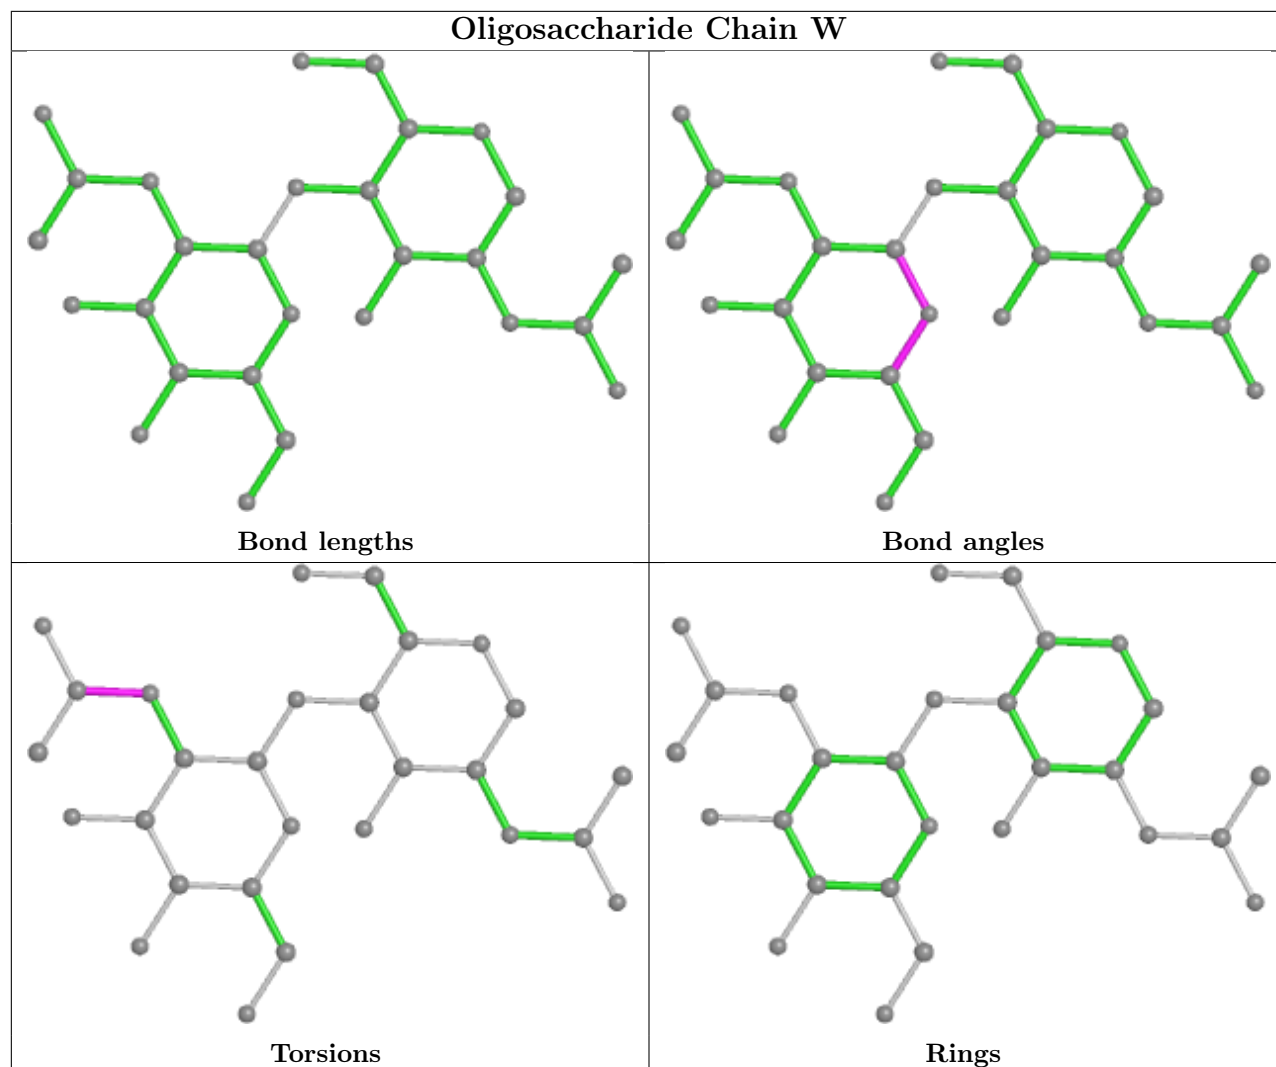 Oligosaccharide Chain W
Bond lengths
Bond angles
Torsions
Rings